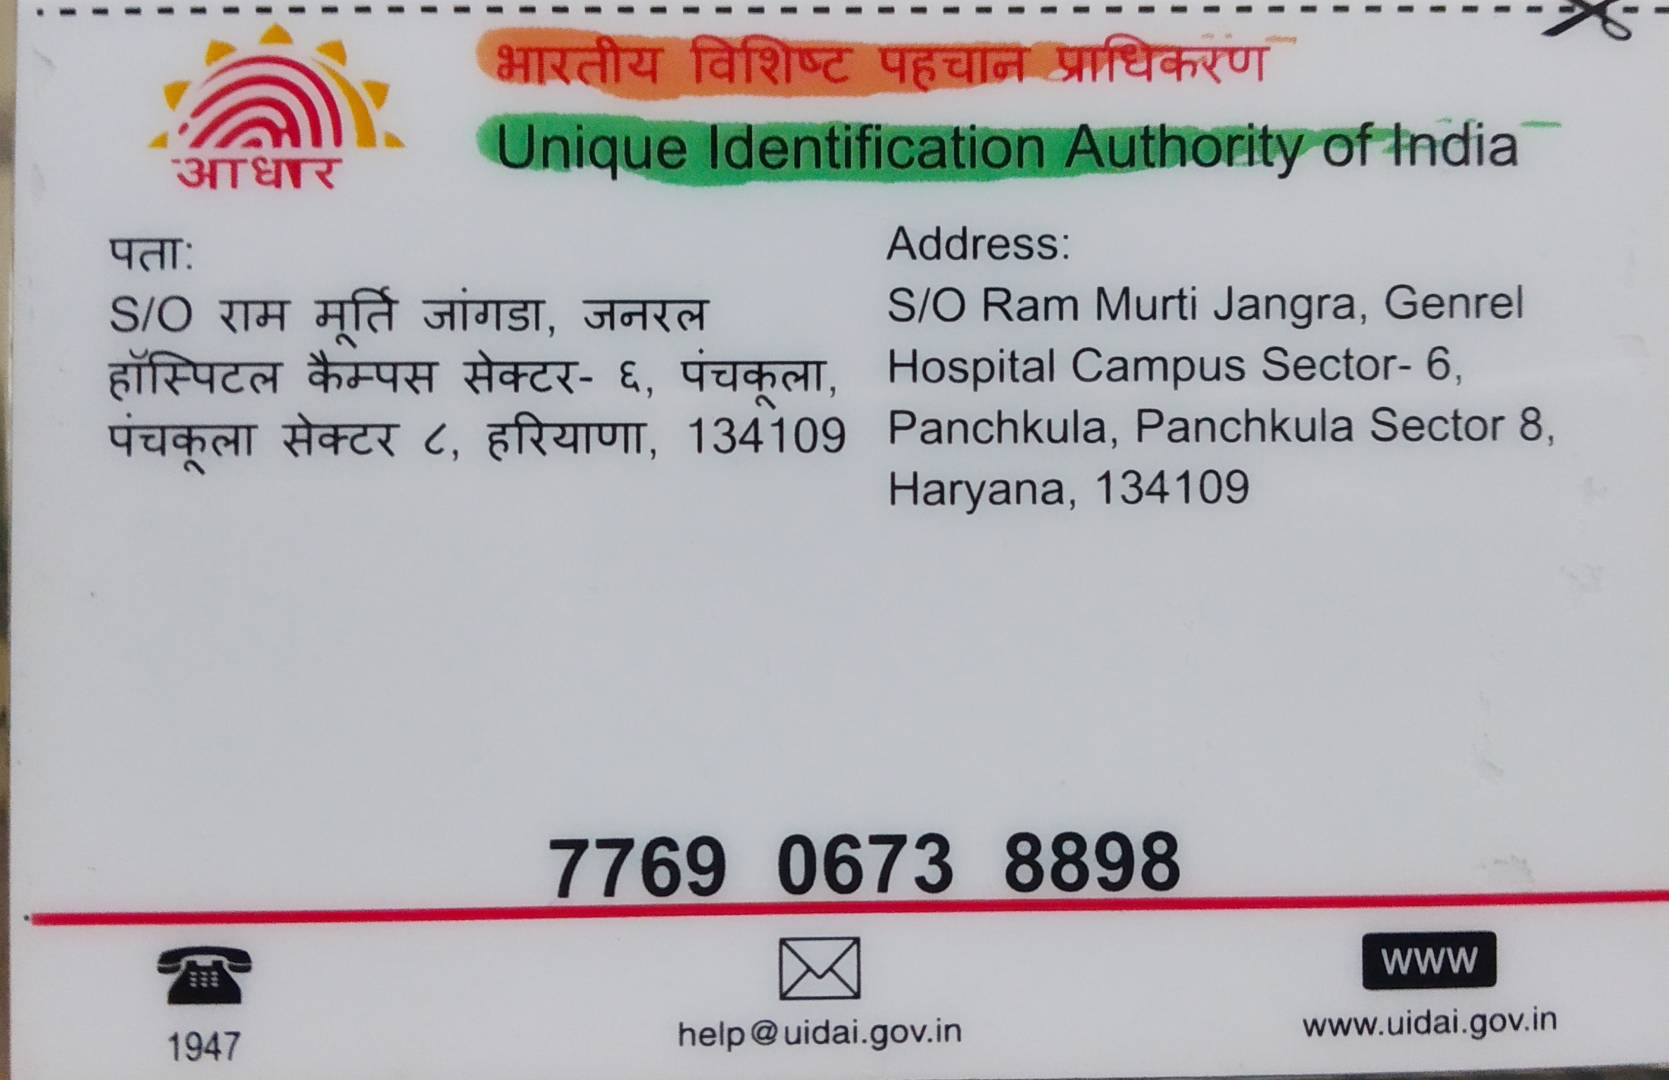 भारतीय विशिष्ट पहचान प्राधिकरण
Unique Identification Authority of India
आधार
पता:
S/O राम मूर्ति जांगडा, जनरल
हॉस्पिटल कैम्पस सेक्टर- ६, पंचकूला,
पंचकूला सेक्टर ८, हरियाणा, 134109
Address:
S/O Ram Murti Jangra, Genrel
Hospital Campus Sector- 6,
Panchkula, Panchkula Sector 8,
Haryana, 134109
7769 0673 8898
1947
help@uidai.gov.in
WWW
www.uidai.gov.in